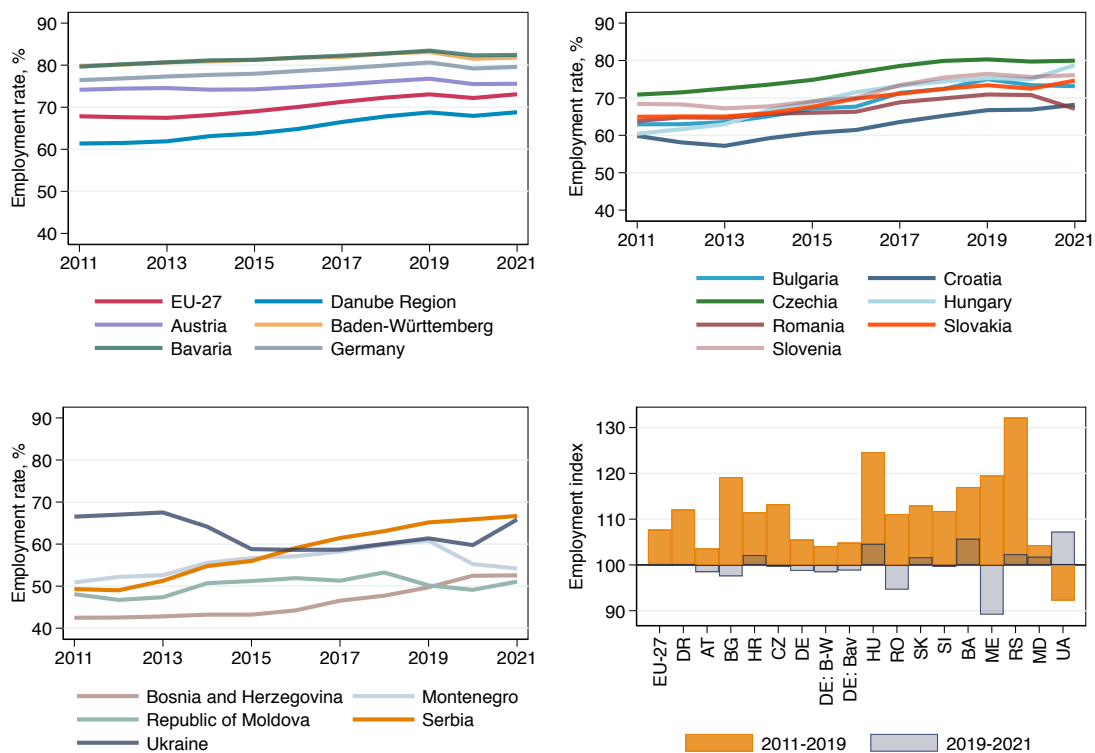 Employment rate, %
90
80
70
60
50
40
2011 2013 2015 2017 2019 2021
EU-27 Danube Region
Austria Baden-Württemberg
Bavaria Germany
Employment rate, %
90
80
70
60
50
40
2011 2013 2015 2017 2019 2021
Bulgaria Croatia
Czechia Hungary
Romania Slovakia
Slovenia
Employment rate, %
90
80
70
60
50
40
2011 2013 2015 2017 2019 2021
Bosnia and Herzegovina Montenegro
Republic of Moldova Serbia
Ukraine
Employment index
130
120
110
100
90
EU-27 DR AT BG HR CZ DE DE: B-W DE: Bav HU RO SK SI BA ME RS MD UA
2011-2019 2019-2021